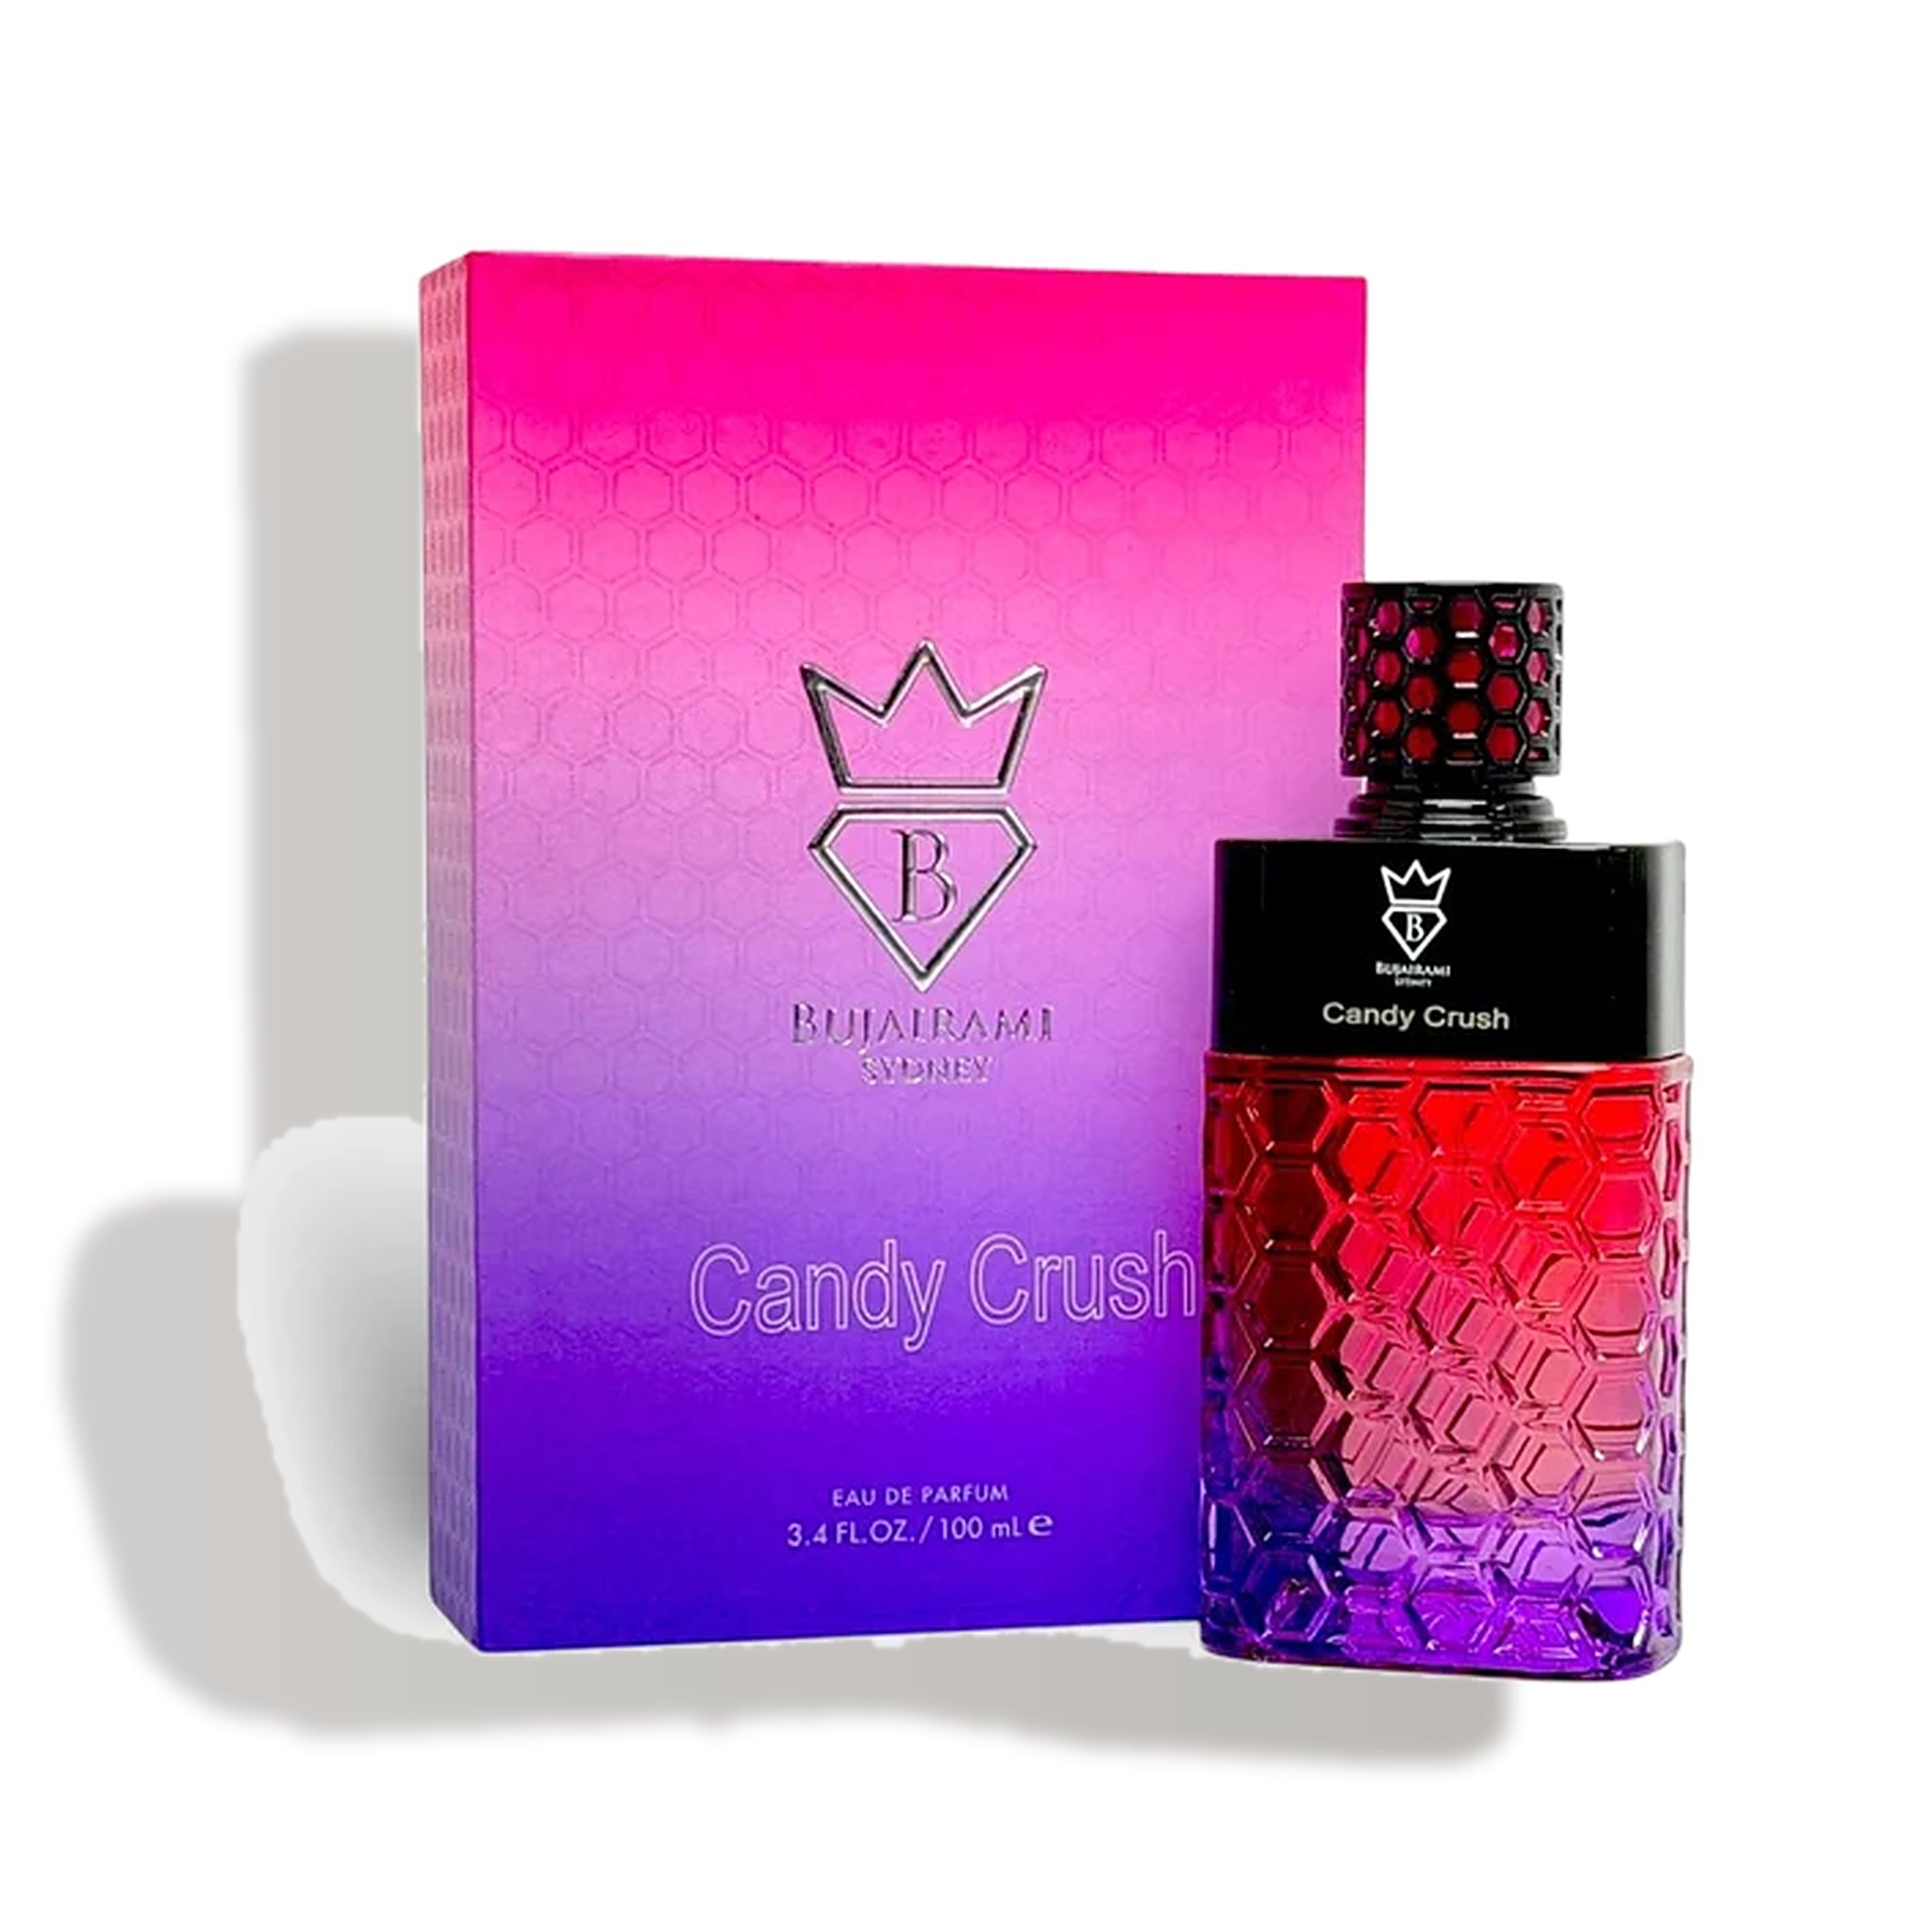 B
BUJAIRAMI
SYDNEY
Candy Crush
EAU DE PARFUM
3.4 FL.OZ./100 mL e
B
BUJAIRAMI
SYDNEY
Candy Crush